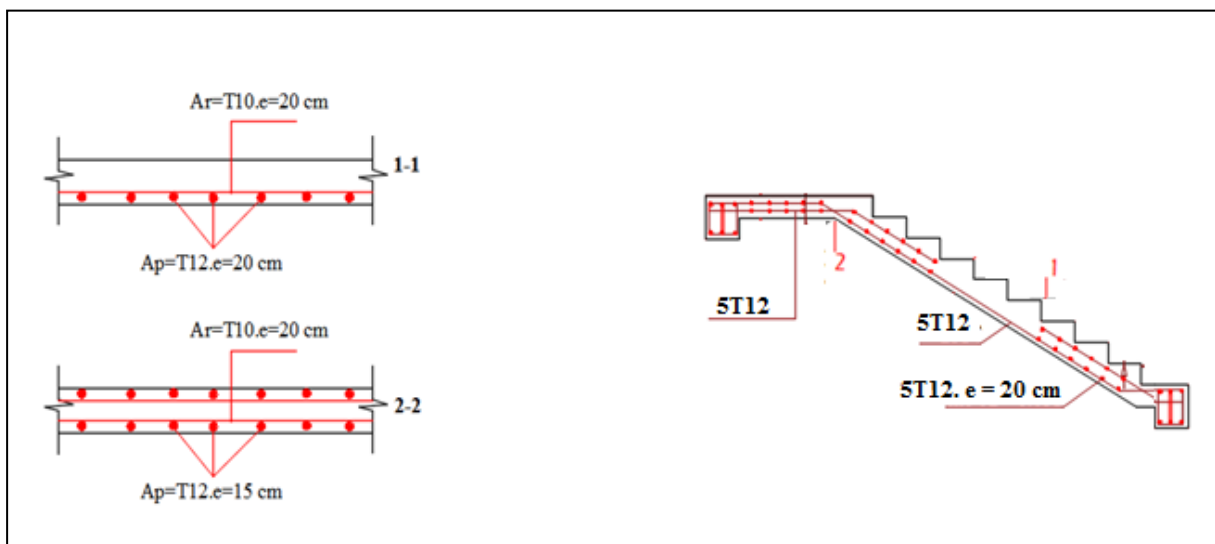 Ar=T10.e=20 cm
1-1
Ap=T12.e=20 cm
Ar=T10.e=20 cm
2-2
Ap=T12.e=15 cm
1
2
5T12
5T12
5T12. e = 20 cm